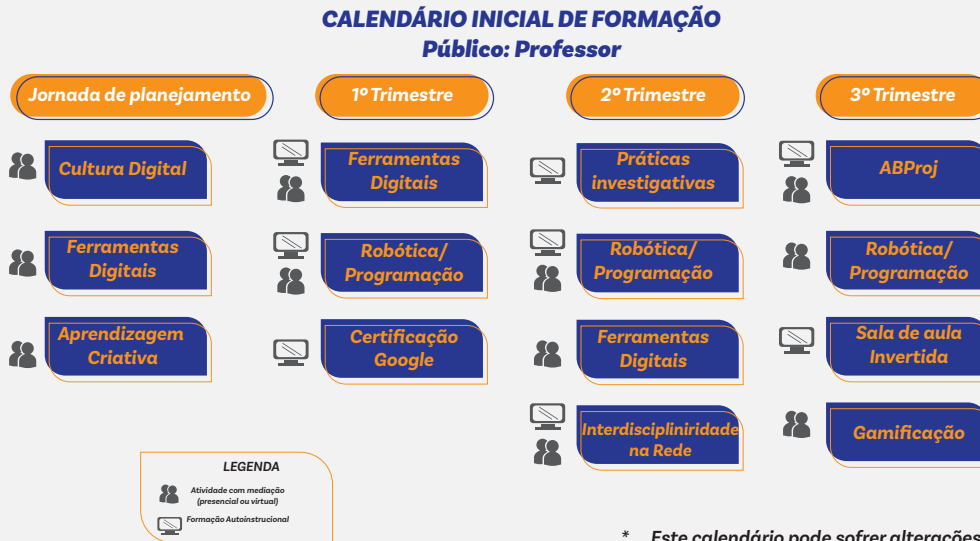 CALENDÁRIO INICIAL DE FORMAÇÃO
Público: Professor
Jornada de planejamento
Cultura Digital
Ferramentas
Digitais
Aprendizagem
Criativa
1º Trimestre
Ferramentas
Digitais
Robótica/
Programação
Certificação
Google
2º Trimestre
Práticas
investigativas
Robótica/
Programação
Ferramentas
Digitais
Interdiscipliniridade
na Rede
3º Trimestre
ABProj
Robótica/
Programação
Sala de aula
Invertida
Gamificação
LEGENDA
Atividade com mediação
(presencial ou virtual)
Formação Autoinstrucional
* Este calendário pode sofrer alterações